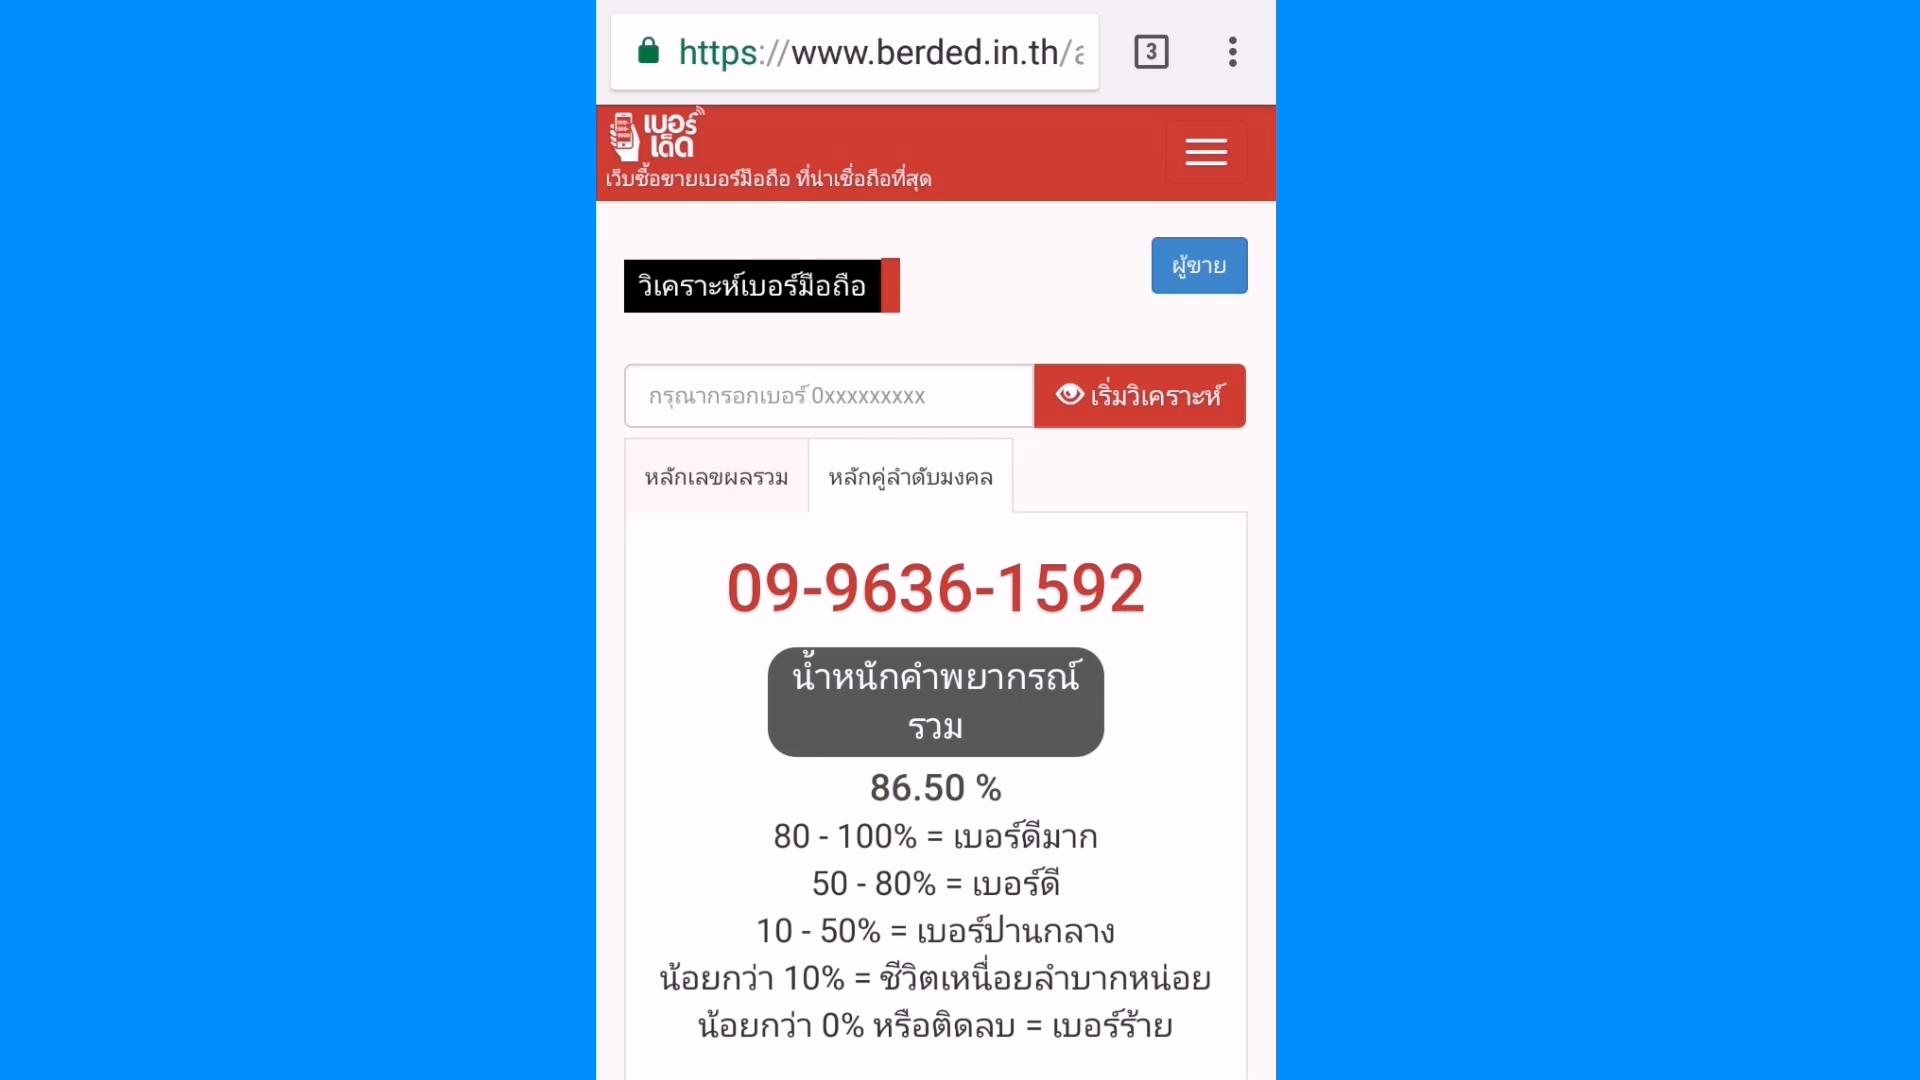 https://www.berded.in.th/a
3
เบอร์
เด็ด
เว็บซื้อขายเบอร์มือถือ ที่น่าเชื่อถือที่สุด
ผู้ขาย
วิเคราะห์เบอร์มือถือ
กรุณากรอกเบอร์ 0xxxxxxxxx
เริ่มวิเคราะห์
หลักเลขผลรวม
หลักคู่ลำดับมงคล
09-9636-1592
น้ำหนักคำพยากรณ์
รวม
86.50 %
80 - 100% = เบอร์ดีมาก
50 - 80% = เบอร์ดี
10 - 50% = เบอร์ปานกลาง
น้อยกว่า 10% = ชีวิตเหนื่อยลำบากหน่อย
น้อยกว่า 0% หรือติดลบ = เบอร์ร้าย